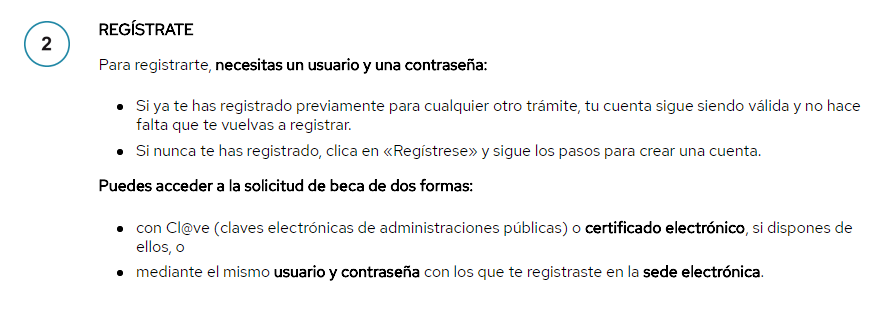 2
REGÍSTRATE
Para registrarte, necesitas un usuario y una contraseña:
• Si ya te has registrado previamente para cualquier otro trámite, tu cuenta sigue siendo válida y no hace
falta que te vuelvas a registrar.
• Si nunca te has registrado, clica en «Regístrese» y sigue los pasos para crear una cuenta.
Puedes acceder a la solicitud de beca de dos formas:
• con Cl@ve (claves electrónicas de administraciones públicas) o certificado electrónico, si dispones de
ellos, o
• mediante el mismo usuario y contraseña con los que te registraste en la sede electrónica.